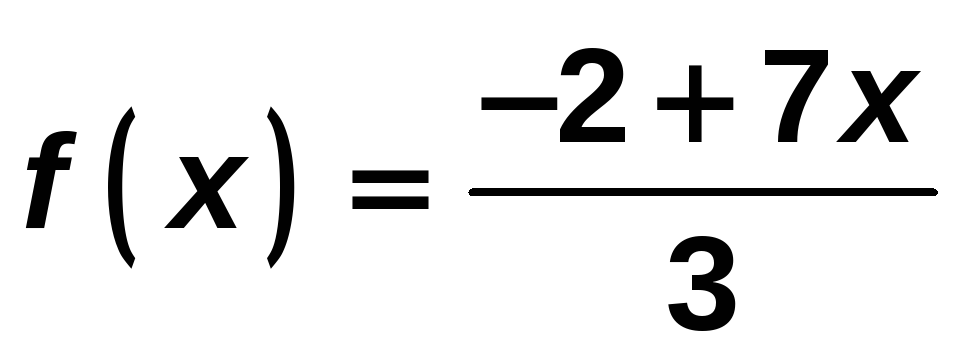 f(x) = (−2+7x)/3